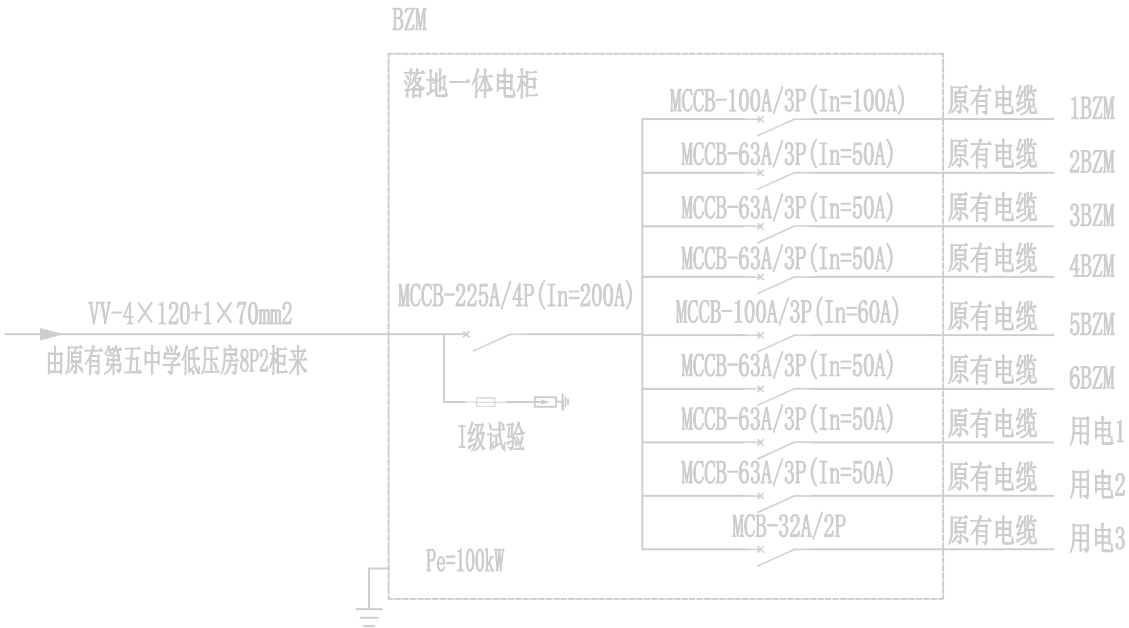 BZM
落地一体电柜
MCCB-100A/3P(In=100A) 原有电缆 1BZM
MCCB-63A/3P(In=50A) 原有电缆 2BZM
MCCB-63A/3P(In=50A) 原有电缆 3BZM
MCCB-63A/3P(In=50A) 原有电缆 4BZM
MCCB-225A/4P(In=200A)
VV-4×120+1×70mm2
由原有第五中学低压房8P2柜来
MCCB-100A/3P(In=60A) 原有电缆 5BZM
MCCB-63A/3P(In=50A) 原有电缆 6BZM
MCCB-63A/3P(In=50A) 原有电缆 用电1
I级试验
MCCB-63A/3P(In=50A) 原有电缆 用电2
MCB-32A/2P 原有电缆 用电3
Pe=100kW